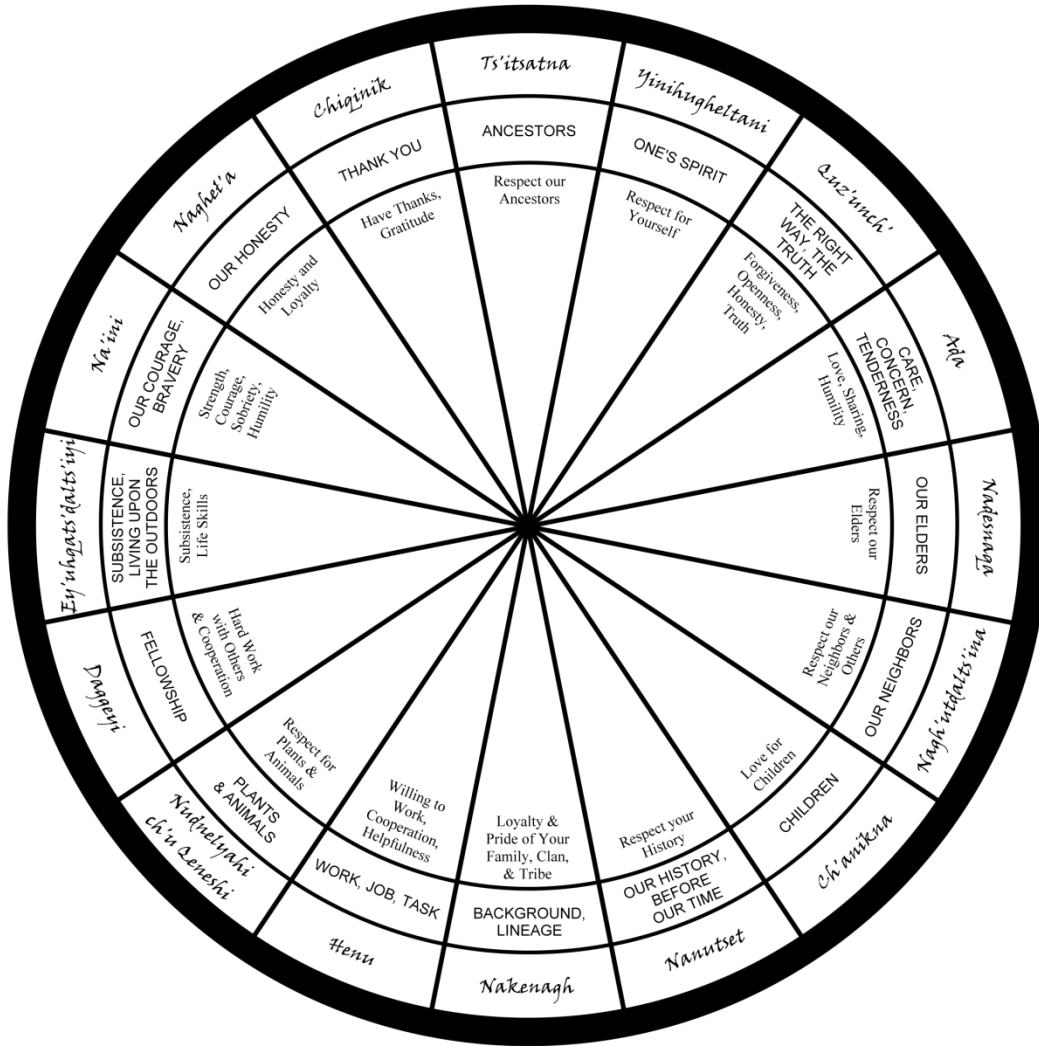 Ts'itsatna
ANCESTORS
Respect our
Ancestors
Yinihugheltani
ONE'S SPIRIT
Respect for
Yourself
Quz'unch'
THE RIGHT
WAY, THE
TRUTH
Forgiveness,
Openness,
Honesty,
Truth
Ada
CARE,
CONCERN,
TENDERNESS
Love, Sharing,
Humility
Nadesnaqa
OUR ELDERS
Respect our
Elders
Nagh'utdalts'ina
OUR NEIGHBORS
Respect our
Neighbors &
Others
Ch'anikna
CHILDREN
Love for
Children
Nanutset
OUR HISTORY,
BEFORE
OUR TIME
Respect your
History
Nakenagh
BACKGROUND,
LINEAGE
Loyalty &
Pride of Your
Family, Clan,
& Tribe
Henu
WORK, JOB, TASK
Willing to
Work,
Cooperation,
Helpfulness
Nudnelyahi
ch'u Qeneshi
PLANTS
& ANIMALS
Respect for
Plants &
Animals
Daggeyi
FELLOWSHIP
Hard Work
with Others
& Cooperation
Ey'uhqats'dalts'iyi
SUBSISTENCE,
LIVING UPON
THE OUTDOORS
Subsistence,
Life Skills
Na'ini
OUR COURAGE,
BRAVERY
Strength,
Courage,
Sobriety,
Humility
Naghet'a
OUR HONESTY
Honesty and
Loyalty
Chiqinik
THANK YOU
Have Thanks,
Gratitude